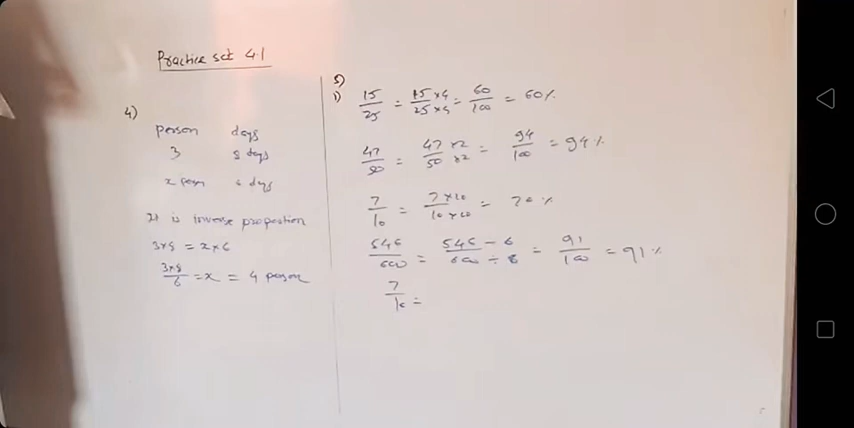 Practice set 4.1
4)
person days
3 8 days
x person 6 days
It is inverse proportion
3×8 = x×6
3×8/6 = x = 4 person
5)
1) 15/25 = 15×4/25×4 = 60/100 = 60%
47/50 = 47×2/50×2 = 94/100 = 94%
7/10 = 7×10/10×10 = 70%
546/600 = 546÷6/600÷6 = 91/100 = 91%
7/10 =